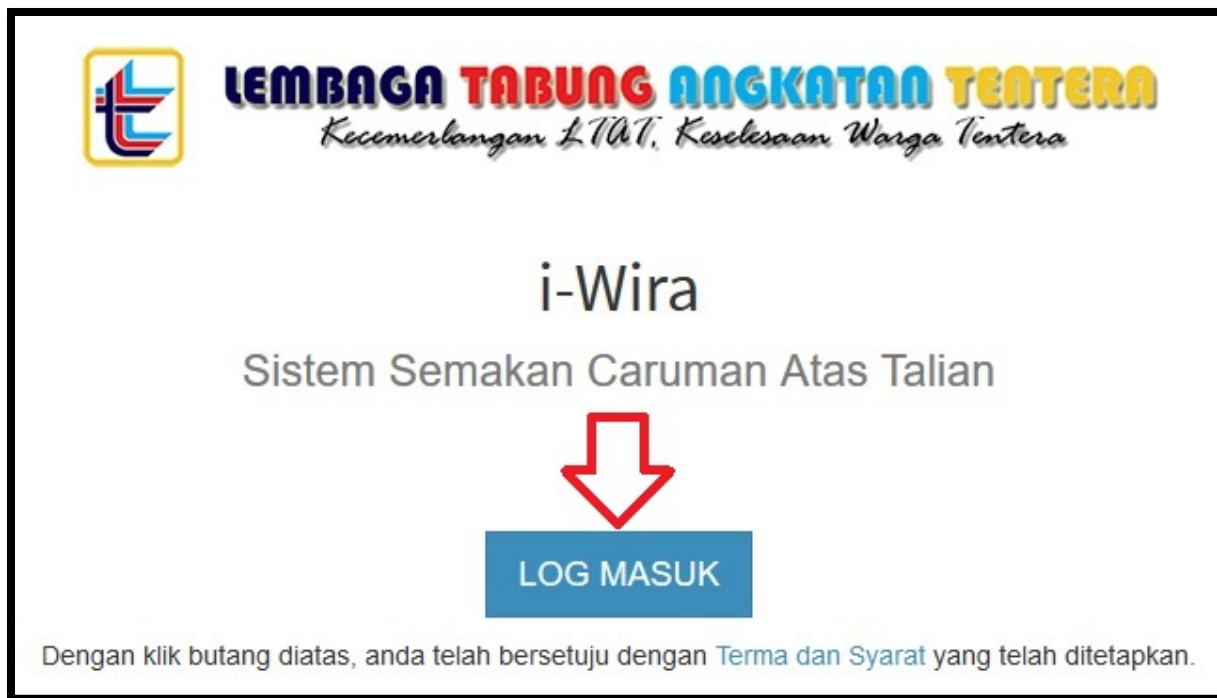 LEMBAGA TABUNG ANGKATAN TENTERA
Kecemerlangan LTAT, Keselesaan Warga Tentera
i-Wira
Sistem Semakan Caruman Atas Talian
LOG MASUK
Dengan klik butang diatas, anda telah bersetuju dengan Terma dan Syarat yang telah ditetapkan.